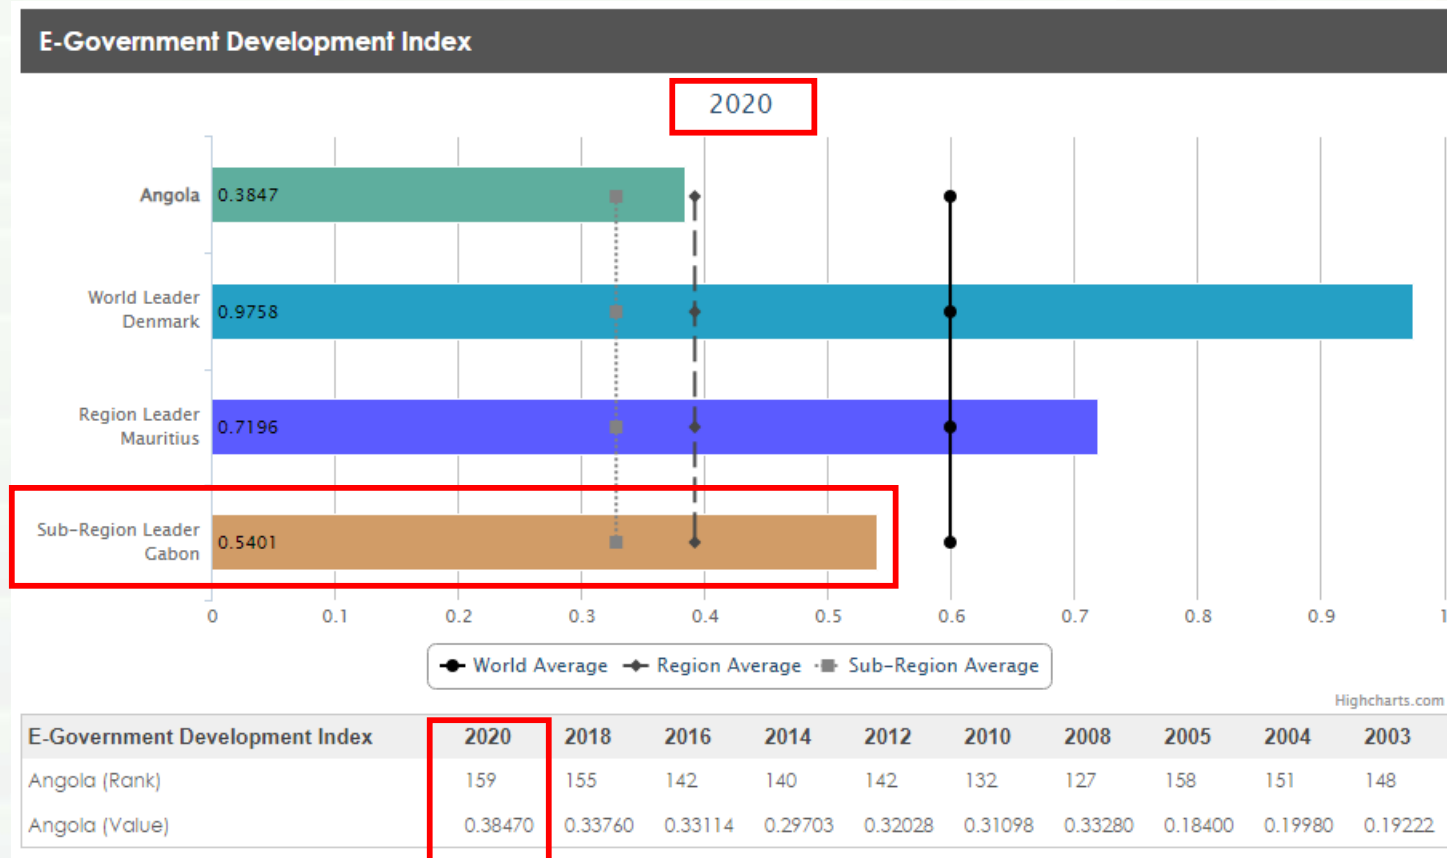 E-Government Development Index
2020
Angola 0.3847
World Leader
Denmark 0.9758
Region Leader
Mauritius 0.7196
Sub-Region Leader
Gabon 0.5401
0 0.1 0.2 0.3 0.4 0.5 0.6 0.7 0.8 0.9 1
World Average Region Average Sub-Region Average
Highcharts.com
E-Government Development Index 2020 2018 2016 2014 2012 2010 2008 2005 2004 2003
Angola (Rank) 159 155 142 140 142 132 127 158 151 148
Angola (Value) 0.38470 0.33760 0.33114 0.29703 0.32028 0.31098 0.33280 0.18400 0.19980 0.19222